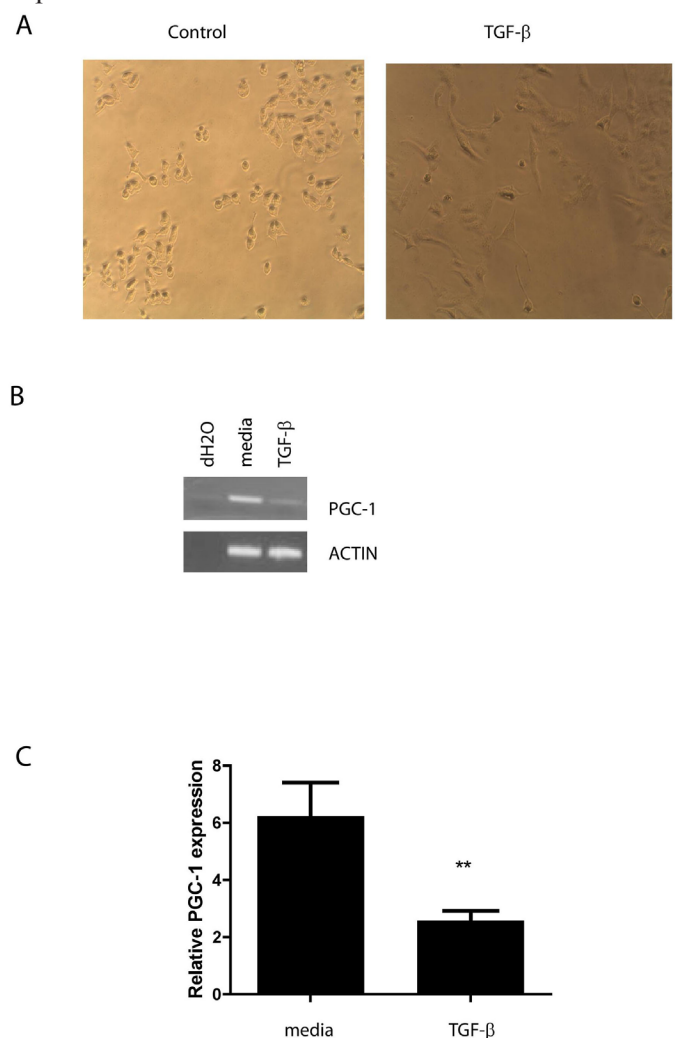 A
Control
TGF-β
B
dH2O
media
TGF-β
PGC-1
ACTIN
C
Relative PGC-1 expression
8
6
4
2
0
**
media
TGF-β